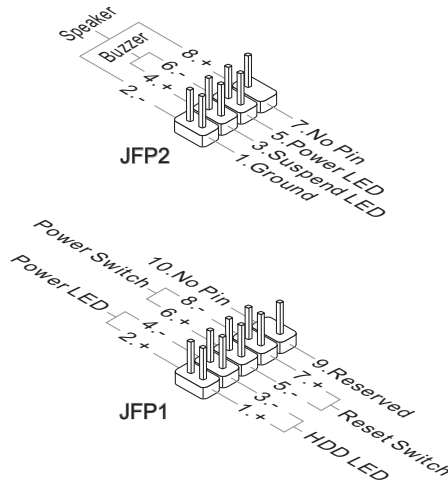 Speaker
Buzzer
8.+
6.-
4.+
2.-
7.No Pin
5.Power LED
3.Suspend LED
1.Ground
JFP2
10.No Pin
Power Switch
8.-
6.+
Power LED
4.-
2.+
9.Reserved
7.+
5.-
Reset Switch
3.-
1.+
HDD LED
JFP1